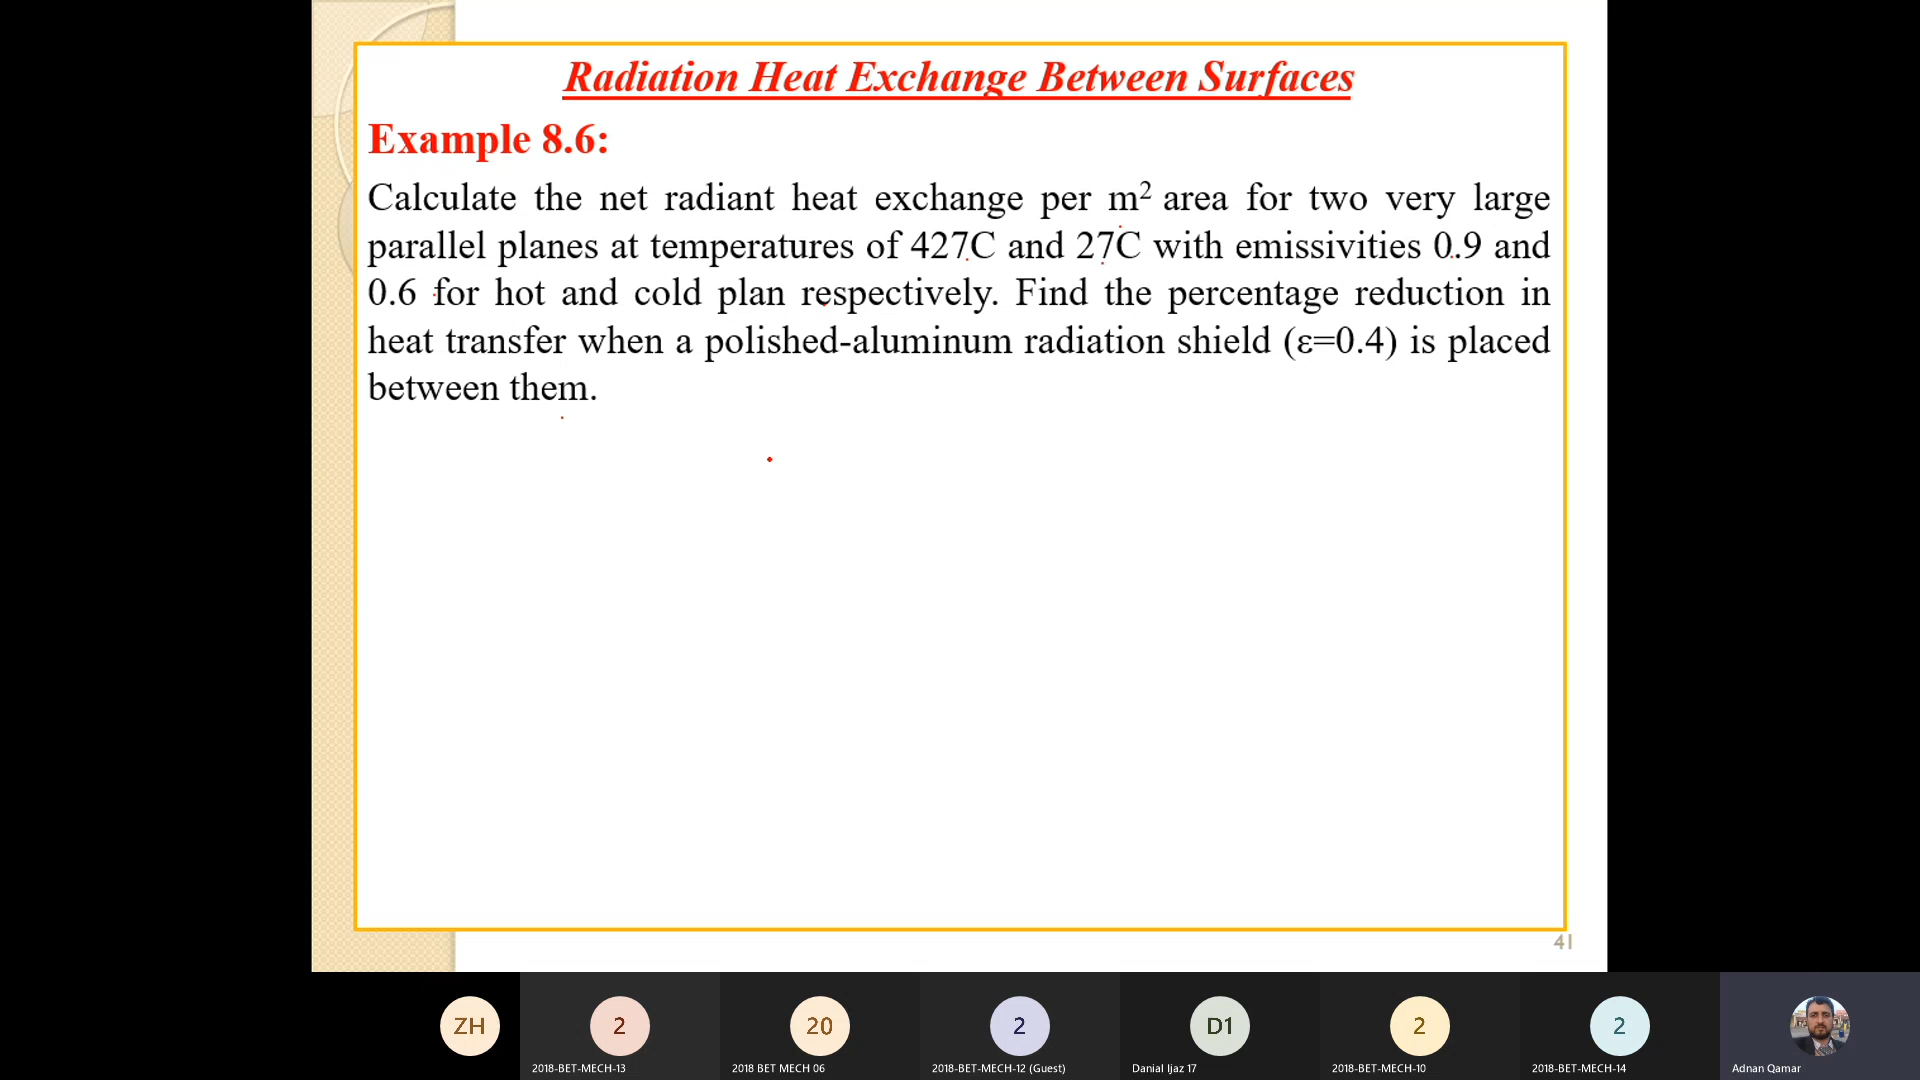 Radiation Heat Exchange Between Surfaces
Example 8.6:
Calculate the net radiant heat exchange per m² area for two very large
parallel planes at temperatures of 427C and 27C with emissivities 0.9 and
0.6 for hot and cold plan respectively. Find the percentage reduction in
heat transfer when a polished-aluminum radiation shield (ε=0.4) is placed
between them.
41
ZH
2
20
2
D1
2
2
2018-BET-MECH-13
2018 BET MECH 06
2018-BET-MECH-12 (Guest)
Danial Ijaz 17
2018-BET-MECH-10
2018-BET-MECH-14
Adnan Qamar